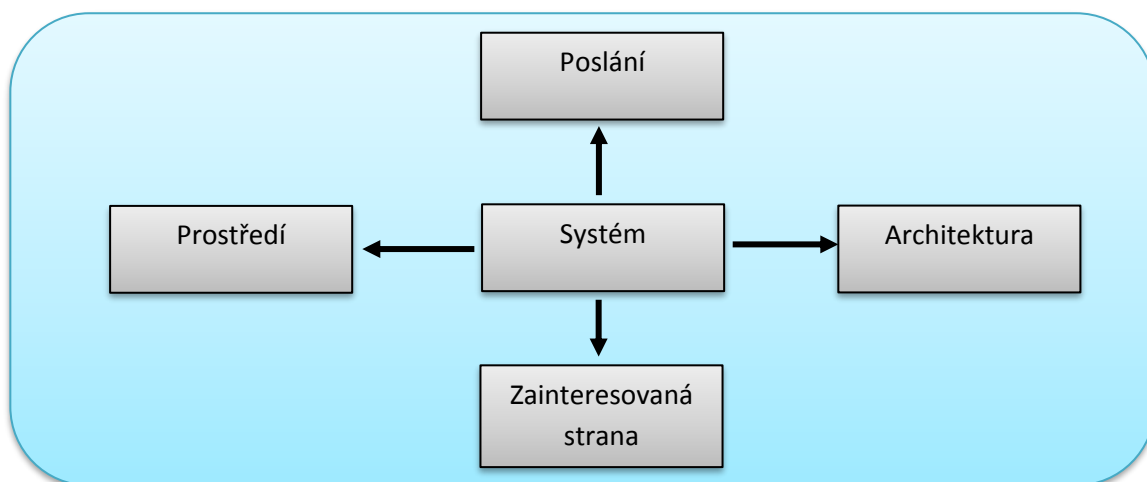 Poslání
Prostředí
Systém
Architektura
Zainteresovaná
strana